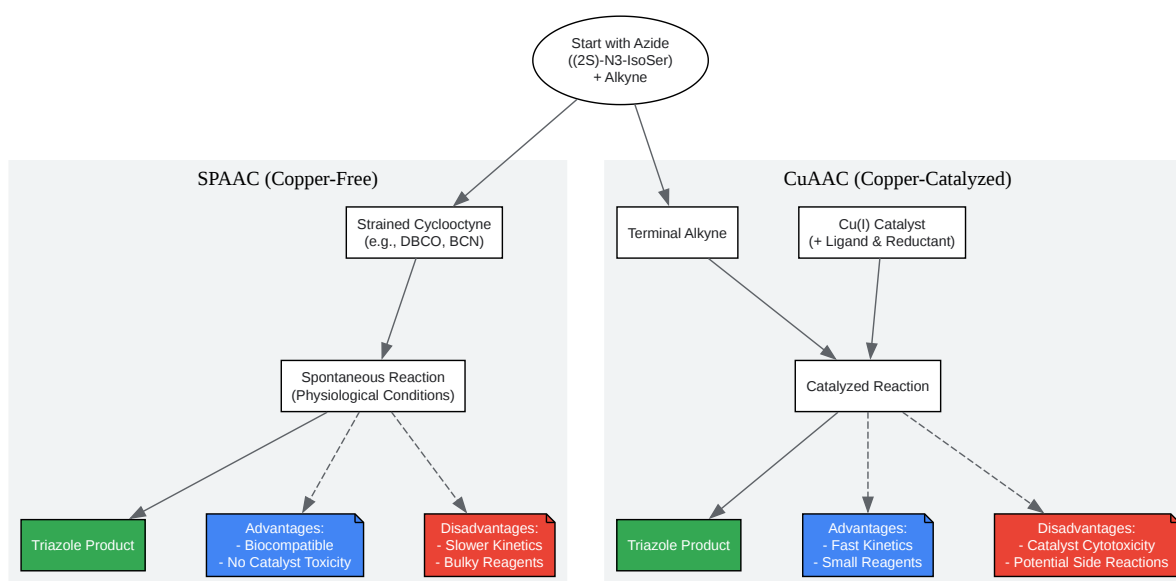 Start with Azide
((2S)-N3-IsoSer)
+ Alkyne
SPAAC (Copper-Free)
Strained Cyclooctyne
(e.g., DBCO, BCN)
Spontaneous Reaction
(Physiological Conditions)
Triazole Product
Advantages:
- Biocompatible
- No Catalyst Toxicity
Disadvantages:
- Slower Kinetics
- Bulky Reagents
CuAAC (Copper-Catalyzed)
Terminal Alkyne
Cu(I) Catalyst
(+ Ligand & Reductant)
Catalyzed Reaction
Triazole Product
Advantages:
- Fast Kinetics
- Small Reagents
Disadvantages:
- Catalyst Cytotoxicity
- Potential Side Reactions